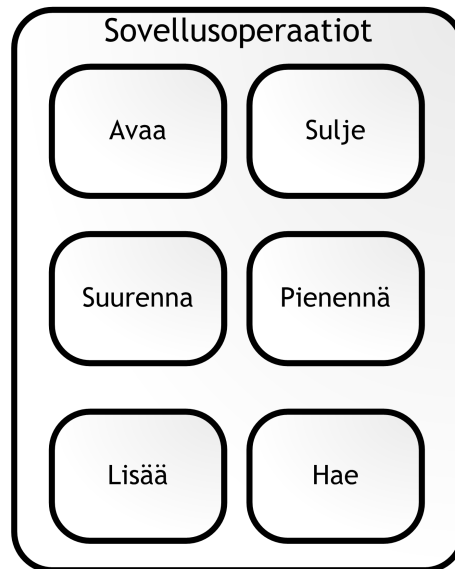 Sovellusoperaatiot
Avaa
Sulje
Suurenna
Pienennä
Lisää
Hae